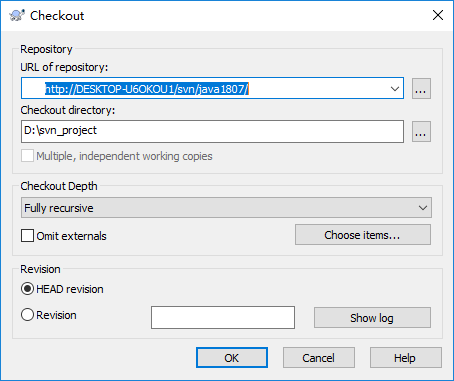 Checkout
Repository
URL of repository:
http://DESKTOP-U6OKOU1/svn/java1807/
...
Checkout directory:
D:\svn_project
...
Multiple, independent working copies
Checkout Depth
Fully recursive
Omit externals
Choose items...
Revision
HEAD revision
Revision
Show log
OK
Cancel
Help